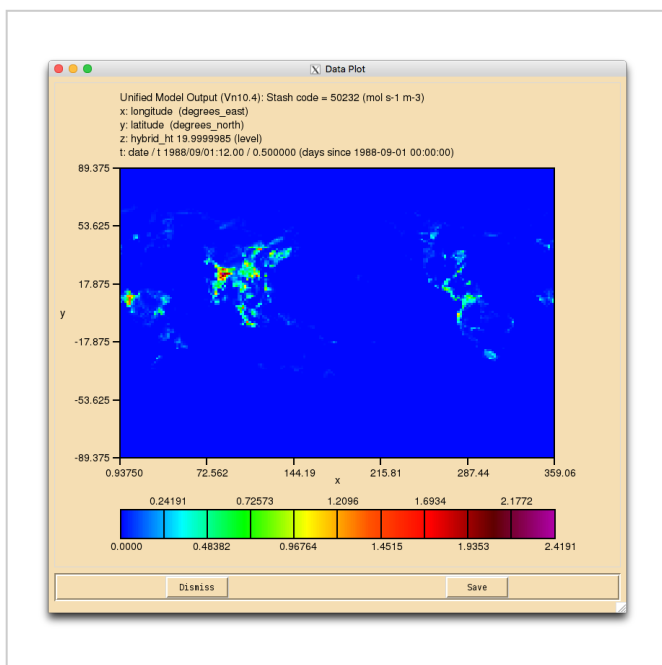 Data Plot
Unified Model Output (Vn10.4): Stash code = 50232 (mol s-1 m-3)
x: longitude (degrees_east)
y: latitude (degrees_north)
z: hybrid_ht 19.9999985 (level)
t: date / t 1988/09/01:12.00 / 0.500000 (days since 1988-09-01 00:00:00)
89.375
53.625
17.875
y
-17.875
-53.625
-89.375
0.93750 72.562 144.19 215.81 287.44 359.06
x
0.24191 0.72573 1.2096 1.6934 2.1772
0.0000 0.48382 0.96764 1.4515 1.9353 2.4191
Dismiss Save